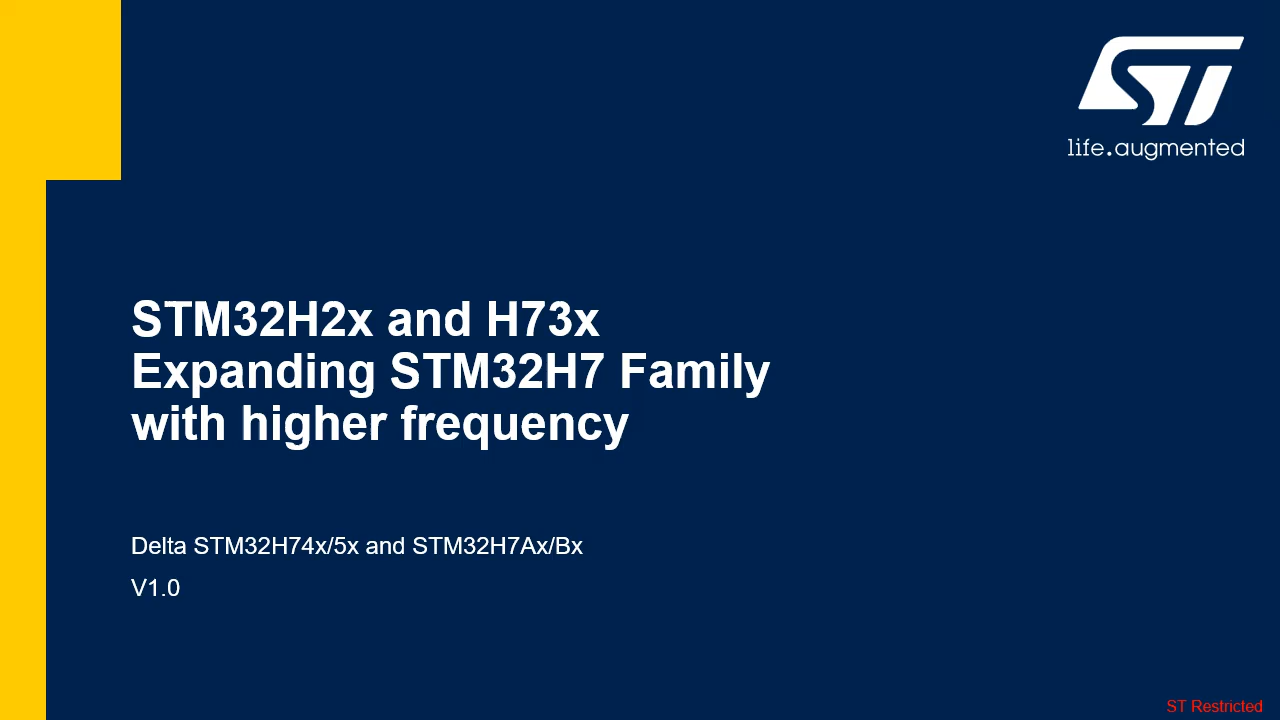 ST
life.augmented
STM32H2x and H73x
Expanding STM32H7 Family
with higher frequency
Delta STM32H74x/5x and STM32H7Ax/Bx
V1.0
ST Restricted